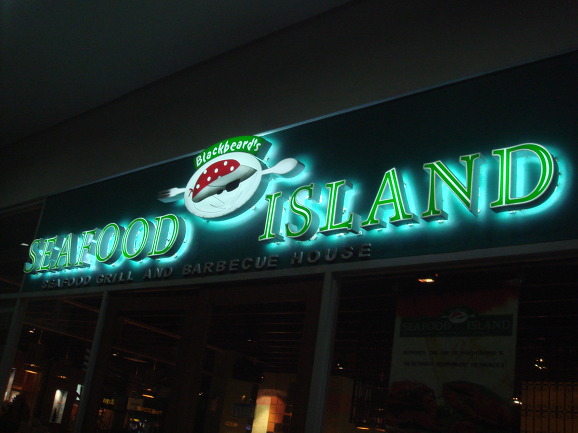 Blackbeard's
SEAFOOD ISLAND
SEAFOOD GRILL AND BARBECUE HOUSE
SEAFOOD ISLAND